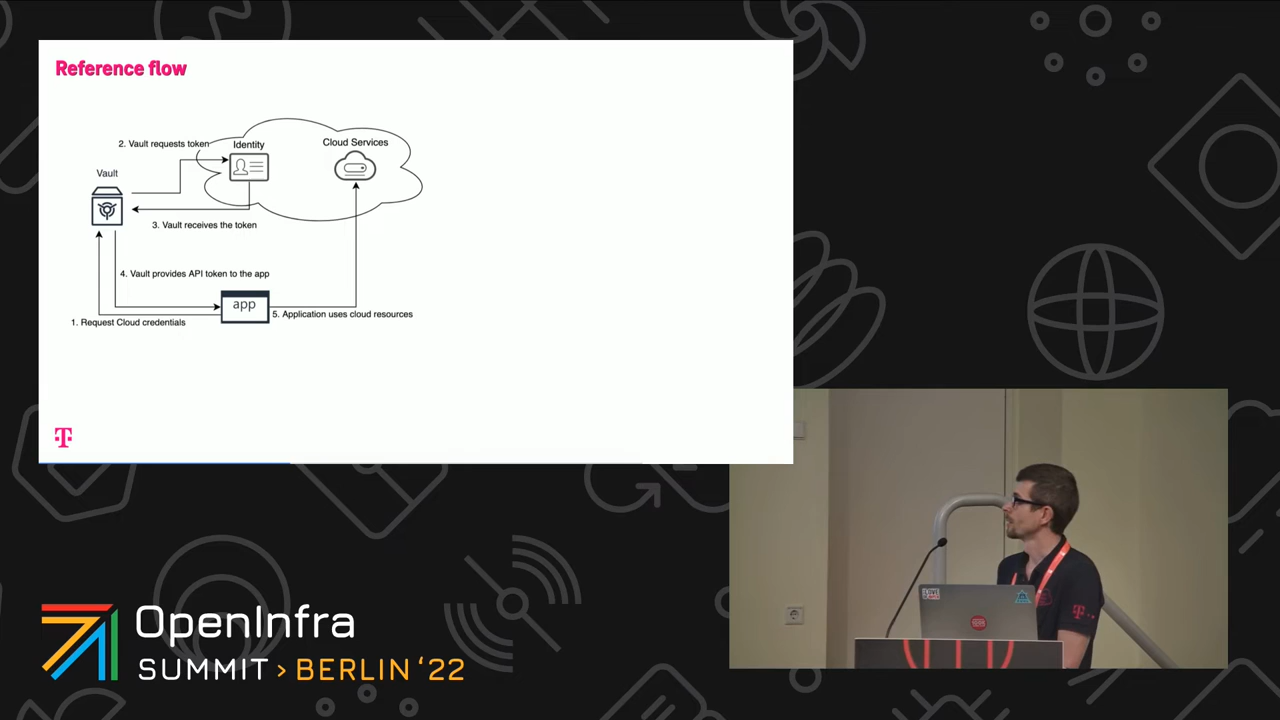 Reference flow
2. Vault requests token
Identity
Cloud Services
Vault
3. Vault receives the token
4. Vault provides API token to the app
app
5. Application uses cloud resources
1. Request Cloud credentials
T
OpenInfra
SUMMIT > BERLIN ‘22
T